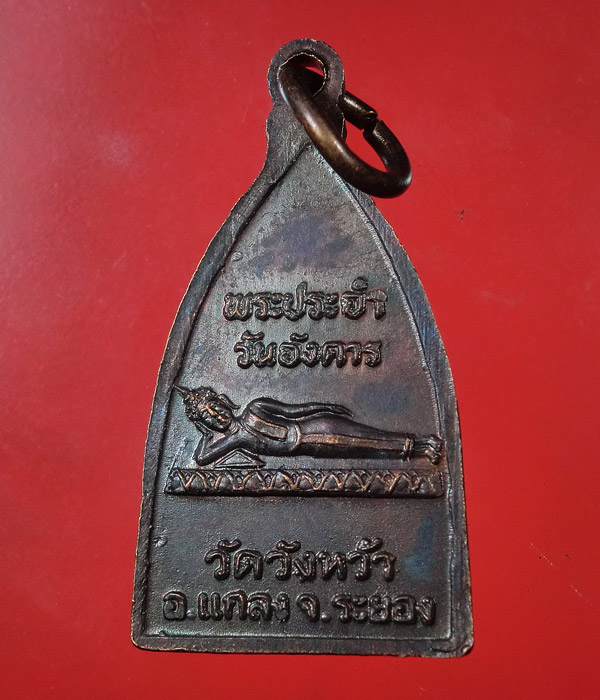 พระประจำ
วันอังคาร
วัดวังหว้า
อ.แกลง จ.ระยอง